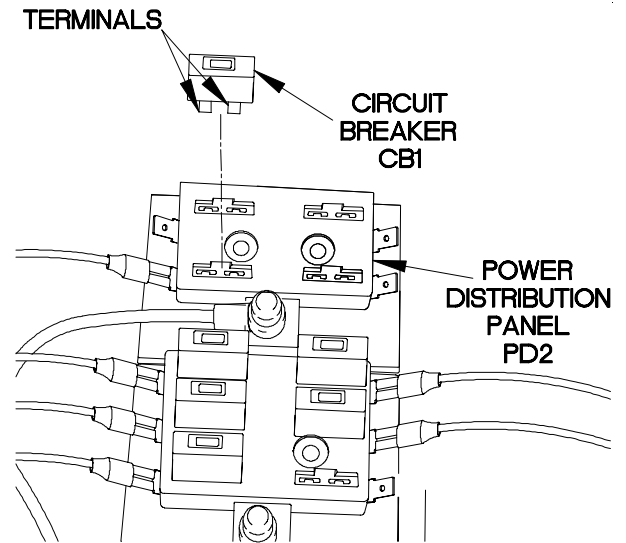 TERMINALS
CIRCUIT
BREAKER
CB1
POWER
DISTRIBUTION
PANEL
PD2